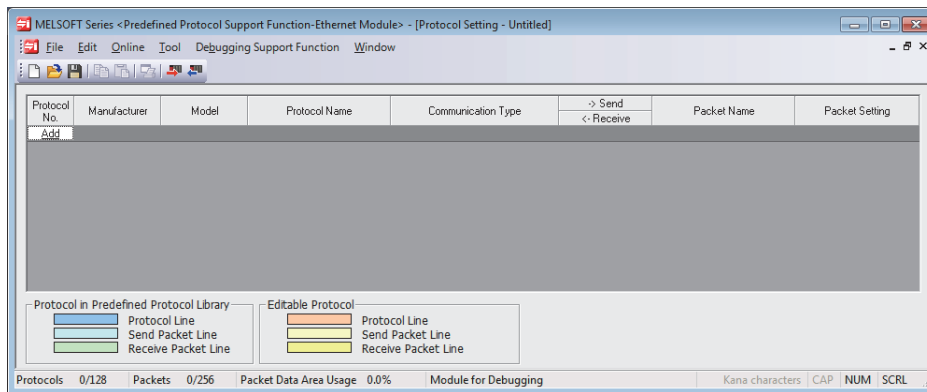 MELSOFT Series <Predefined Protocol Support Function-Ethernet Module> - [Protocol Setting - Untitled]
File Edit Online Tool Debugging Support Function Window
Protocol No. Manufacturer Model Protocol Name Communication Type -> Send <- Receive Packet Name Packet Setting
Add
Protocol in Predefined Protocol Library
Protocol Line
Send Packet Line
Receive Packet Line
Editable Protocol
Protocol Line
Send Packet Line
Receive Packet Line
Protocols 0/128 Packets 0/256 Packet Data Area Usage 0.0% Module for Debugging Kana characters CAP NUM SCRL